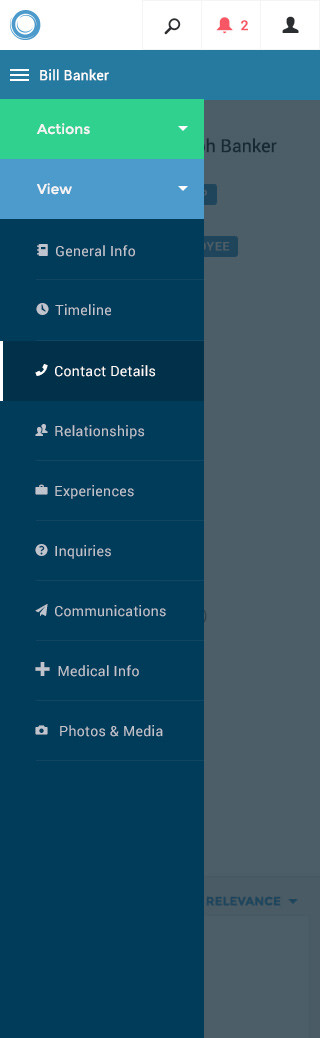 2
Bill Banker
Actions
h Banker
View
P
OYEE
General Info
Timeline
Contact Details
Relationships
Experiences
Inquiries
Communications
)
Medical Info
Photos & Media
RELEVANCE